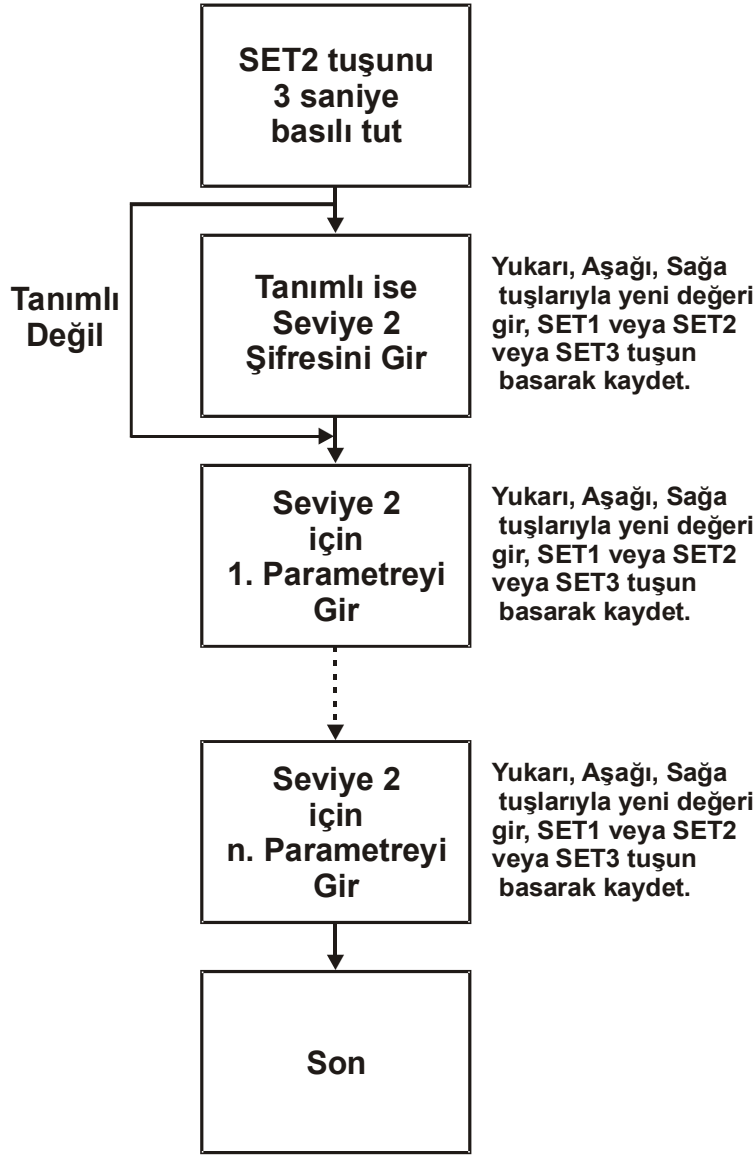 SET2 tuşunu
3 saniye
basılı tut
Tanımlı
Değil
Tanımlı ise
Seviye 2
Şifresini Gir
Yukarı, Aşağı, Sağa
tuşlarıyla yeni değeri
gir, SET1 veya SET2
veya SET3 tuşun
basarak kaydet.
Seviye 2
için
1. Parametreyi
Gir
Yukarı, Aşağı, Sağa
tuşlarıyla yeni değeri
gir, SET1 veya SET2
veya SET3 tuşun
basarak kaydet.
Seviye 2
için
n. Parametreyi
Gir
Yukarı, Aşağı, Sağa
tuşlarıyla yeni değeri
gir, SET1 veya SET2
veya SET3 tuşun
basarak kaydet.
Son